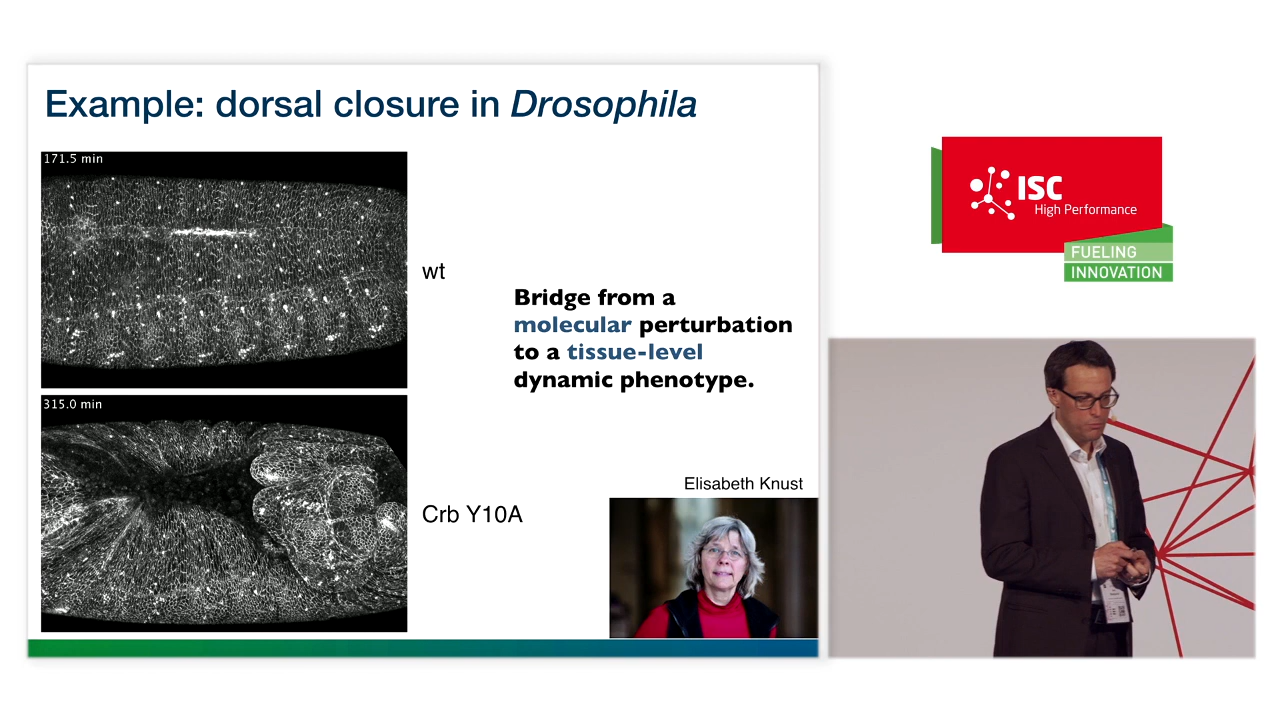 Example: dorsal closure in Drosophila
171.5 min
wt
Bridge from a
molecular perturbation
to a tissue-level
dynamic phenotype.
315.0 min
Crb Y10A
Elisabeth Knust
ISC
High Performance
FUELING
INNOVATION